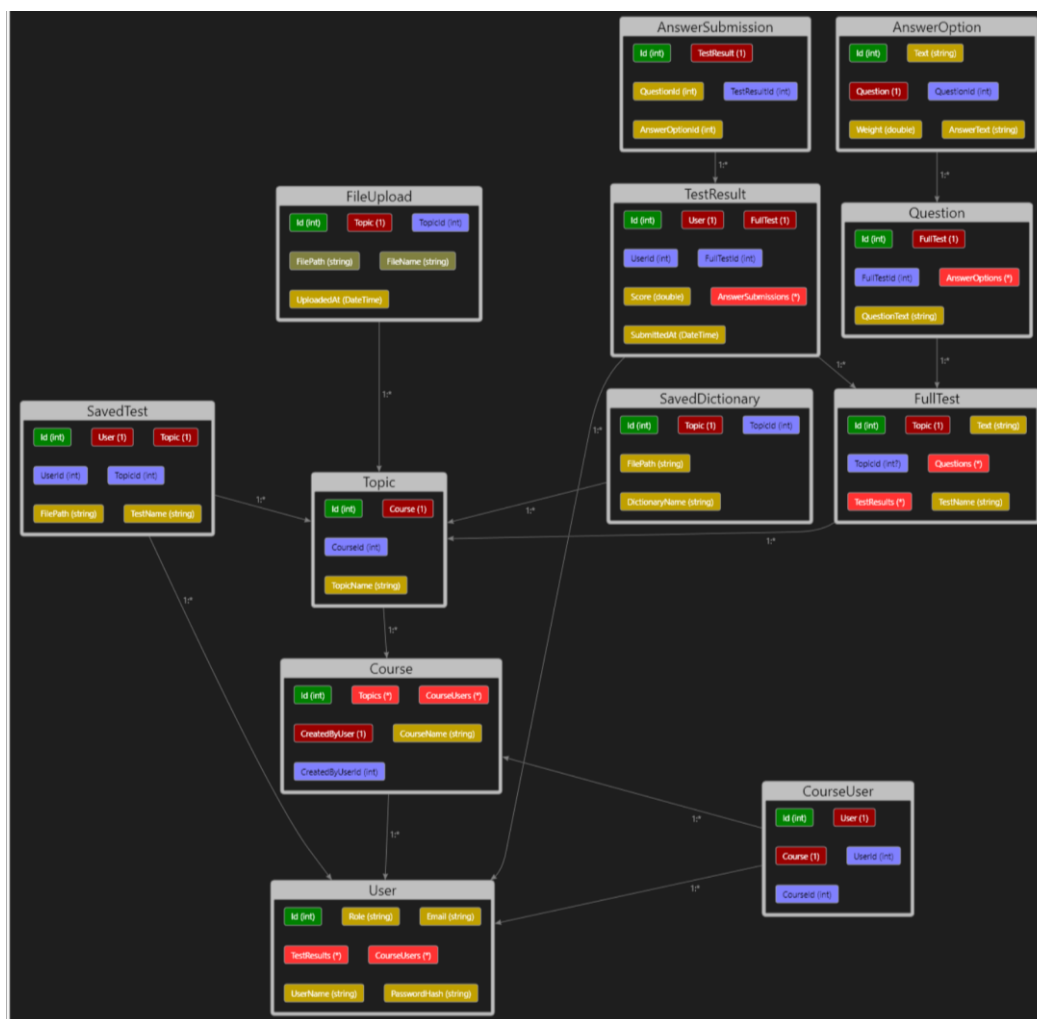 AnswerSubmission
Id (int) TestResult (1)
QuestionId (int) TestResultId (int)
AnswerOptionId (int)
AnswerOption
Id (int) Text (string)
Question (1) QuestionId (int)
Weight (double) AnswerText (string)
1:*
1:*
FileUpload
Id (int) Topic (1) TopicId (int)
FilePath (string) FileName (string)
UploadedAt (DateTime)
TestResult
Id (int) User (1) FullTest (1)
UserId (int) FullTestId (int)
Score (double) AnswerSubmissions (*)
SubmittedAt (DateTime)
Question
Id (int) FullTest (1)
FullTestId (int) AnswerOptions (*)
QuestionText (string)
1:*
1:*
1:*
1:*
SavedTest
Id (int) User (1) Topic (1)
UserId (int) TopicId (int)
FilePath (string) TestName (string)
SavedDictionary
Id (int) Topic (1) TopicId (int)
FilePath (string)
DictionaryName (string)
FullTest
Id (int) Topic (1) Text (string)
TopicId (int?) Questions (*)
TestResults (*) TestName (string)
1:*
1:*
1:*
Topic
Id (int) Course (1)
CourseId (int)
TopicName (string)
1:*
1:*
Course
Id (int) Topics (*) CourseUsers (*)
CreatedByUser (1) CourseName (string)
CreatedByUserId (int)
1:*
1:*
1:*
CourseUser
Id (int) User (1)
Course (1) UserId (int)
CourseId (int)
User
Id (int) Role (string) Email (string)
TestResults (*) CourseUsers (*)
UserName (string) PasswordHash (string)